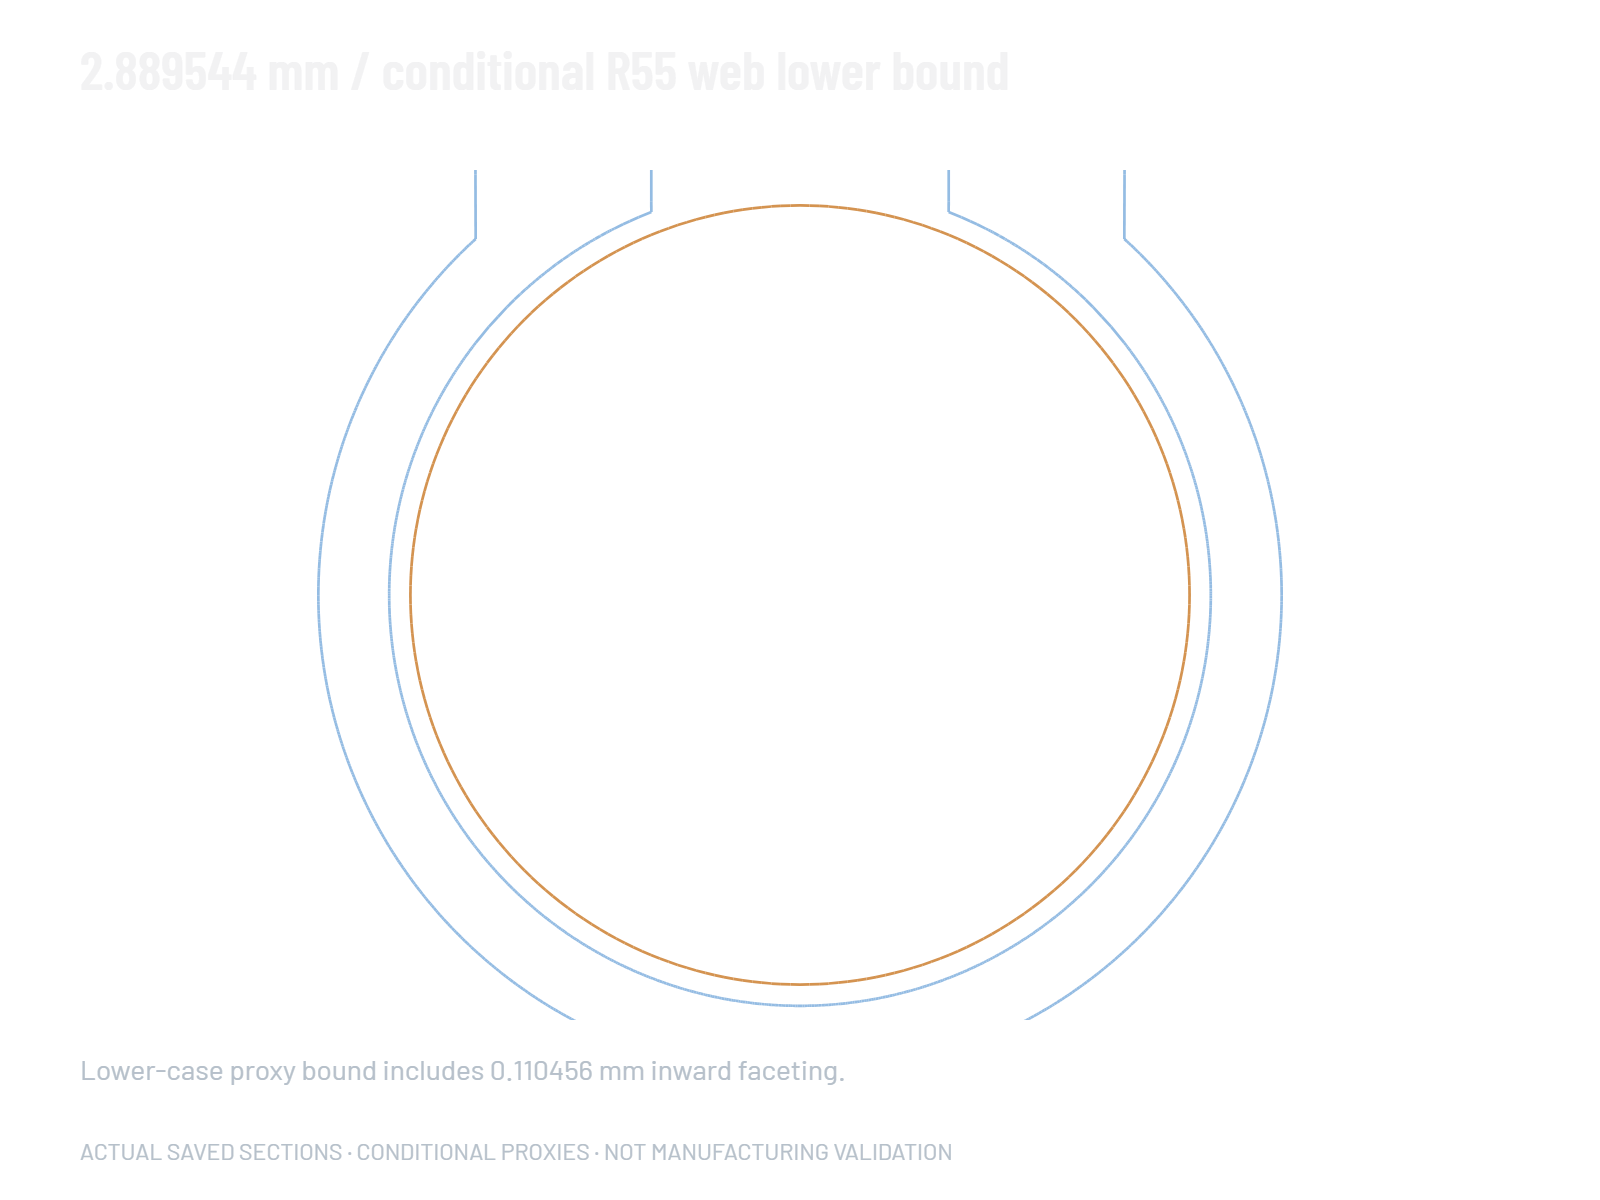 2.889544 mm / conditional R55 web lower bound
Lower-case proxy bound includes 0.110456 mm inward faceting.
ACTUAL SAVED SECTIONS · CONDITIONAL PROXIES · NOT MANUFACTURING VALIDATION